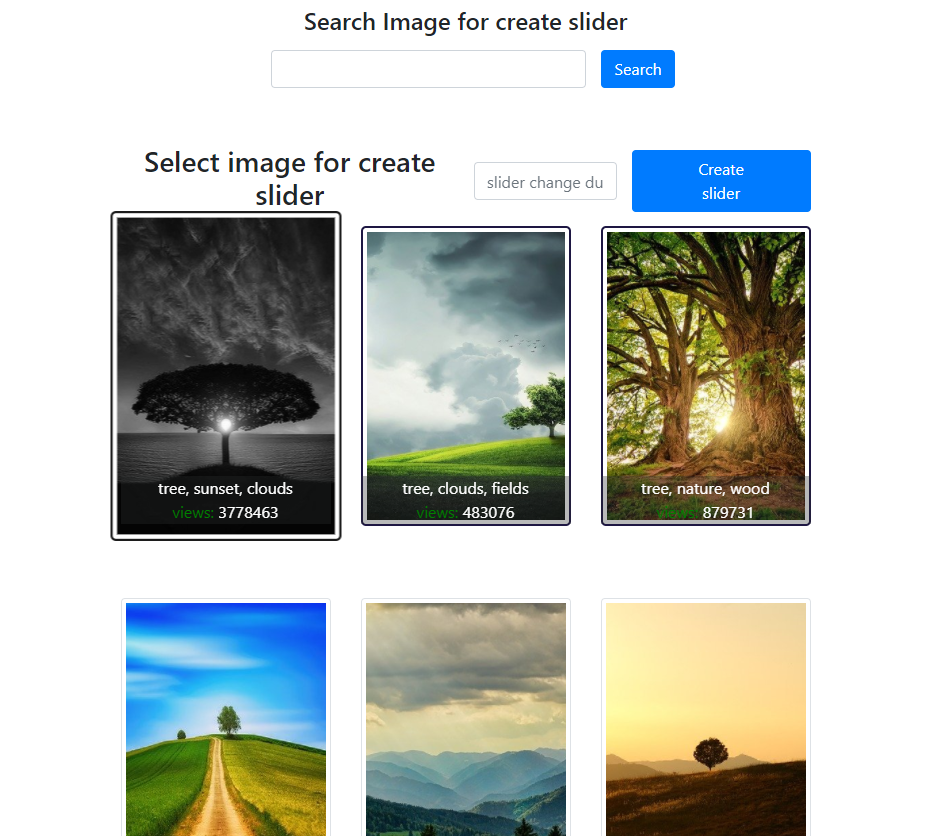 Search Image for create slider
Search
Select image for create
slider
slider change du
Create
slider
tree, sunset, clouds
views: 3778463
tree, clouds, fields
views: 483076
tree, nature, wood
views: 879731